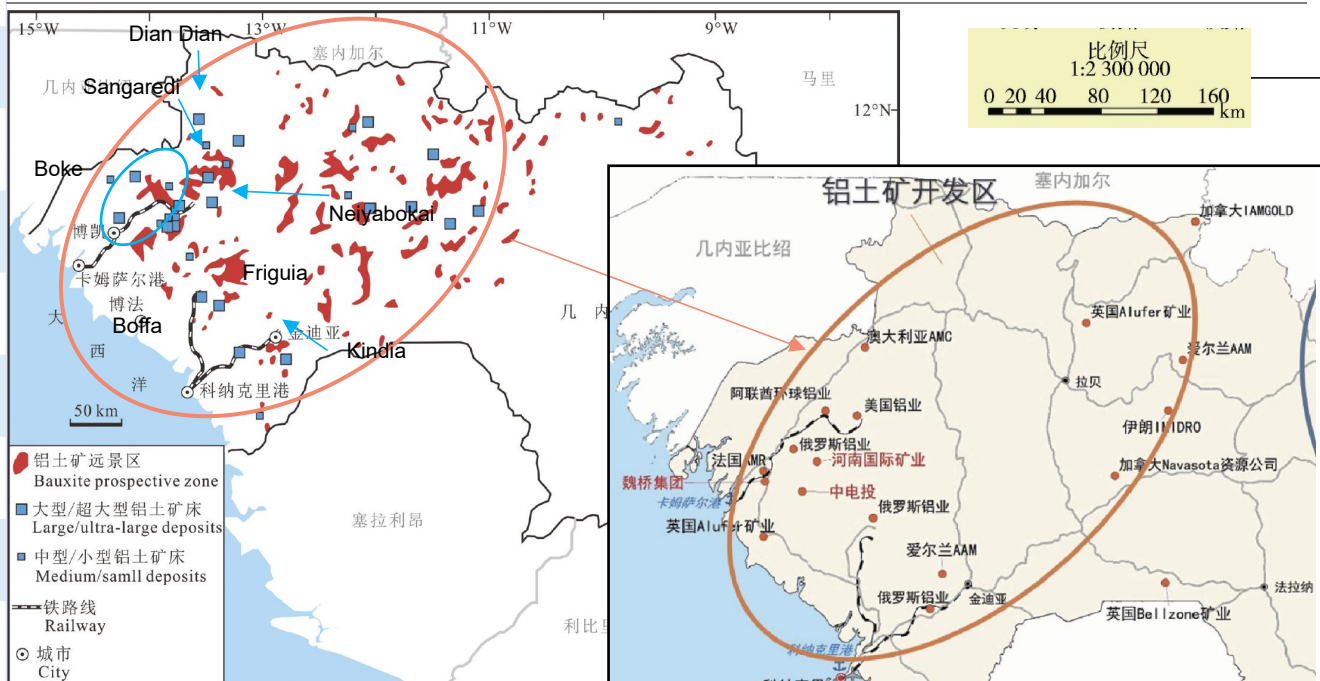 15°W
13°W
11°W
Dian Dian
塞内加尔
马里
几内亚比绍
Sangaredi
12°N
Boke
Neiyabokai
博凯
卡姆萨尔港
Friguia
博法
Boffa
大
西
洋
几 内
金迪亚
Kindia
科纳克里港
50 km
塞拉利昂
利比里
铝土矿远景区
Bauxite prospective zone
大型/超大型铝土矿床
Large/ultra-large deposits
中型/小型铝土矿床
Medium/samll deposits
铁路线
Railway
城市
City
比例尺
1:2 300 000
0 20 40 80 120 160
km
铝土矿开发区
塞内加尔
加拿大IAMGOLD
几内亚比绍
英国Alufer矿业
澳大利亚AMC
爱尔兰AAM
拉贝
阿联酋环球铝业
美国铝业
伊朗IMIDRO
俄罗斯铝业
法国AMR
河南国际矿业
加拿大Navasota资源公司
魏桥集团
中电投
卡姆萨尔港
俄罗斯铝业
英国Alufer矿业
爱尔兰AAM
俄罗斯铝业
金迪亚
法拉纳
英国Bellzone矿业
科纳克里港